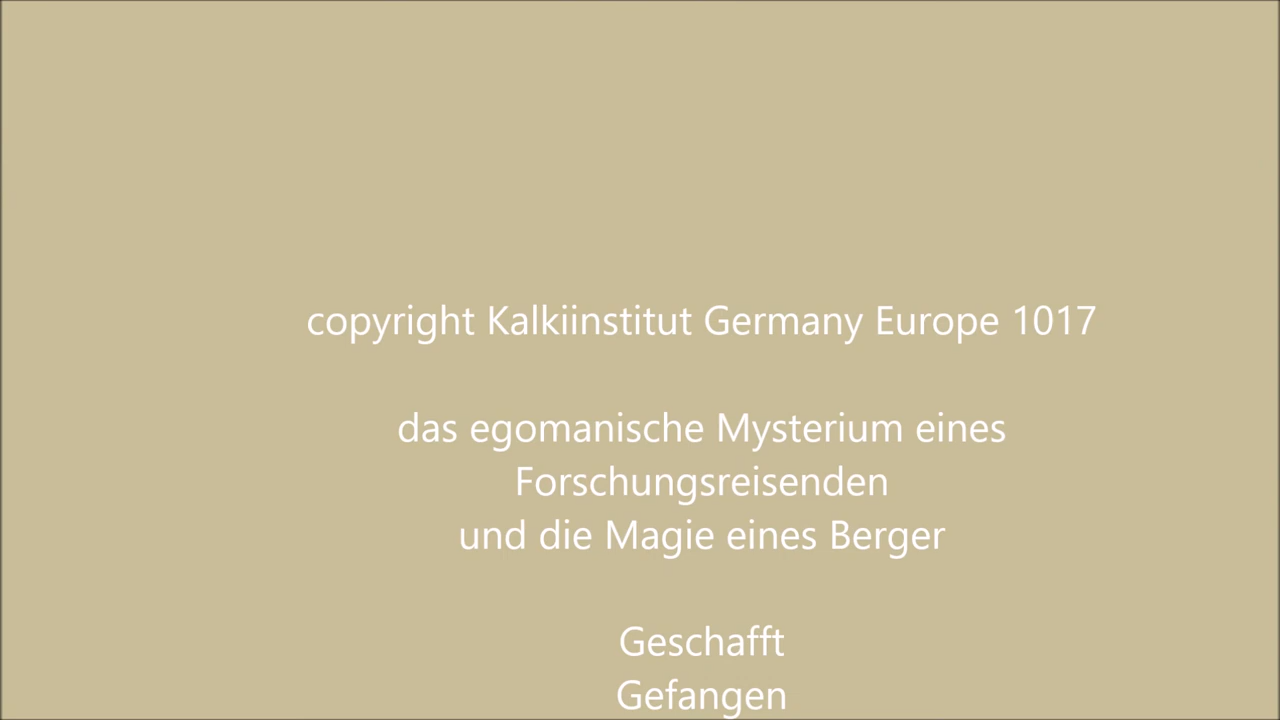 copyright Kalkiinstitut Germany Europe 1017
das egomanische Mysterium eines
Forschungsreisenden
und die Magie eines Berger
Geschafft
Gefangen